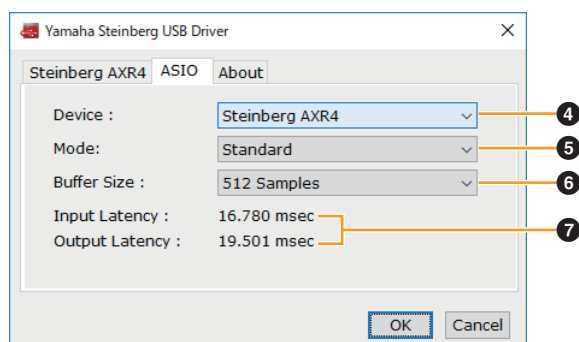 Yamaha Steinberg USB Driver
Steinberg AXR4 ASIO About
Device : Steinberg AXR4 4
Mode: Standard 5
Buffer Size : 512 Samples 6
Input Latency : 16.780 msec
7
Output Latency : 19.501 msec
OK Cancel